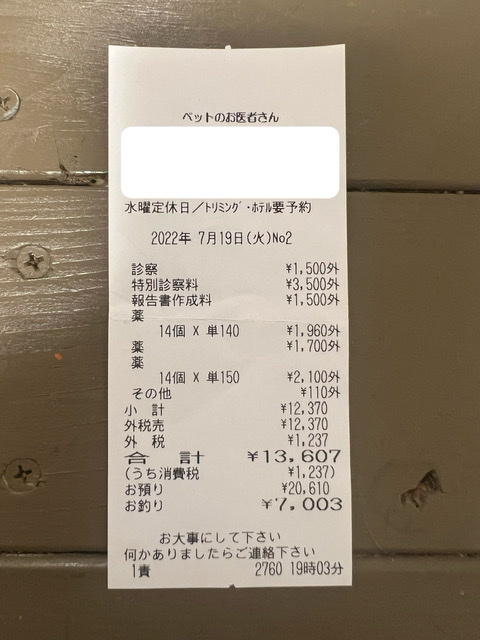 ペットのお医者さん
水曜定休日／ﾄﾘﾐﾝｸﾞ・ﾎﾃﾙ要予約
2022年 7月19日(火)No2
診察 ¥1,500外
特別診察料 ¥3,500外
報告書作成料 ¥1,500外
薬
14個 X 単140 ¥1,960外
薬 ¥1,700外
薬
14個 X 単150 ¥2,100外
その他 ¥110外
小 計 ¥12,370
外税売 ¥12,370
外 税 ¥1,237
合 計 ¥13,607
(うち消費税 ¥1,237)
お預り ¥20,610
お釣り ¥7,003
お大事にして下さい
何かありましたらご連絡下さい
1責 2760 19時03分